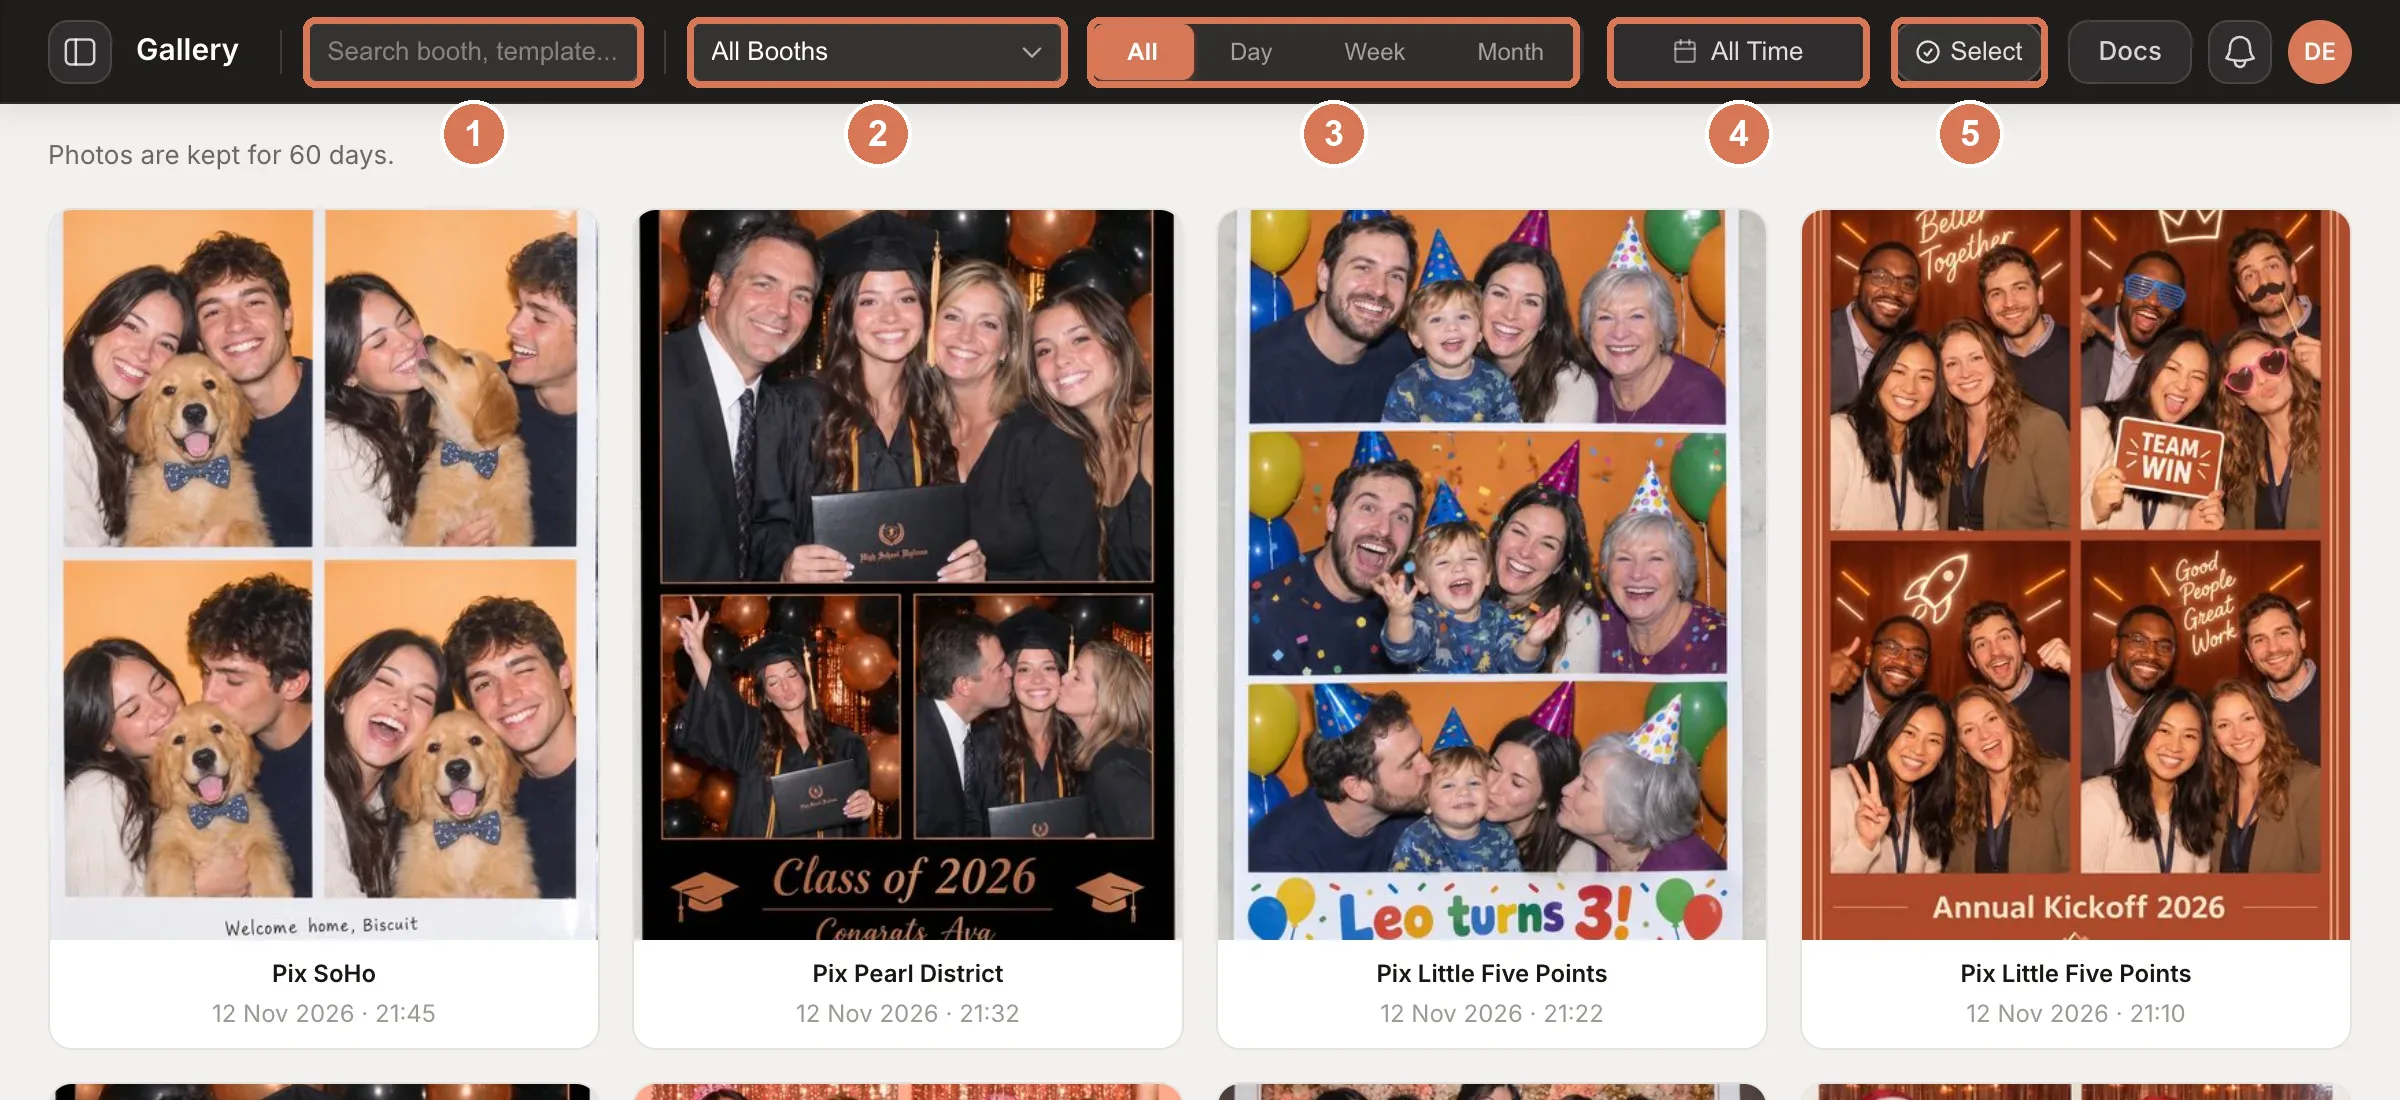 Gallery
Search booth, template...
All Booths
All
Day
Week
Month
All Time
Select
Docs
DE
1
2
3
4
5
Photos are kept for 60 days.
Welcome home, Biscuit
High School Diploma
Class of 2026
Congrats Ava
Leo turns 3!
Better
Together
TEAM
WIN
Good
People
Great
Work
Annual Kickoff 2026
Pix SoHo
12 Nov 2026 · 21:45
Pix Pearl District
12 Nov 2026 · 21:32
Pix Little Five Points
12 Nov 2026 · 21:22
Pix Little Five Points
12 Nov 2026 · 21:10